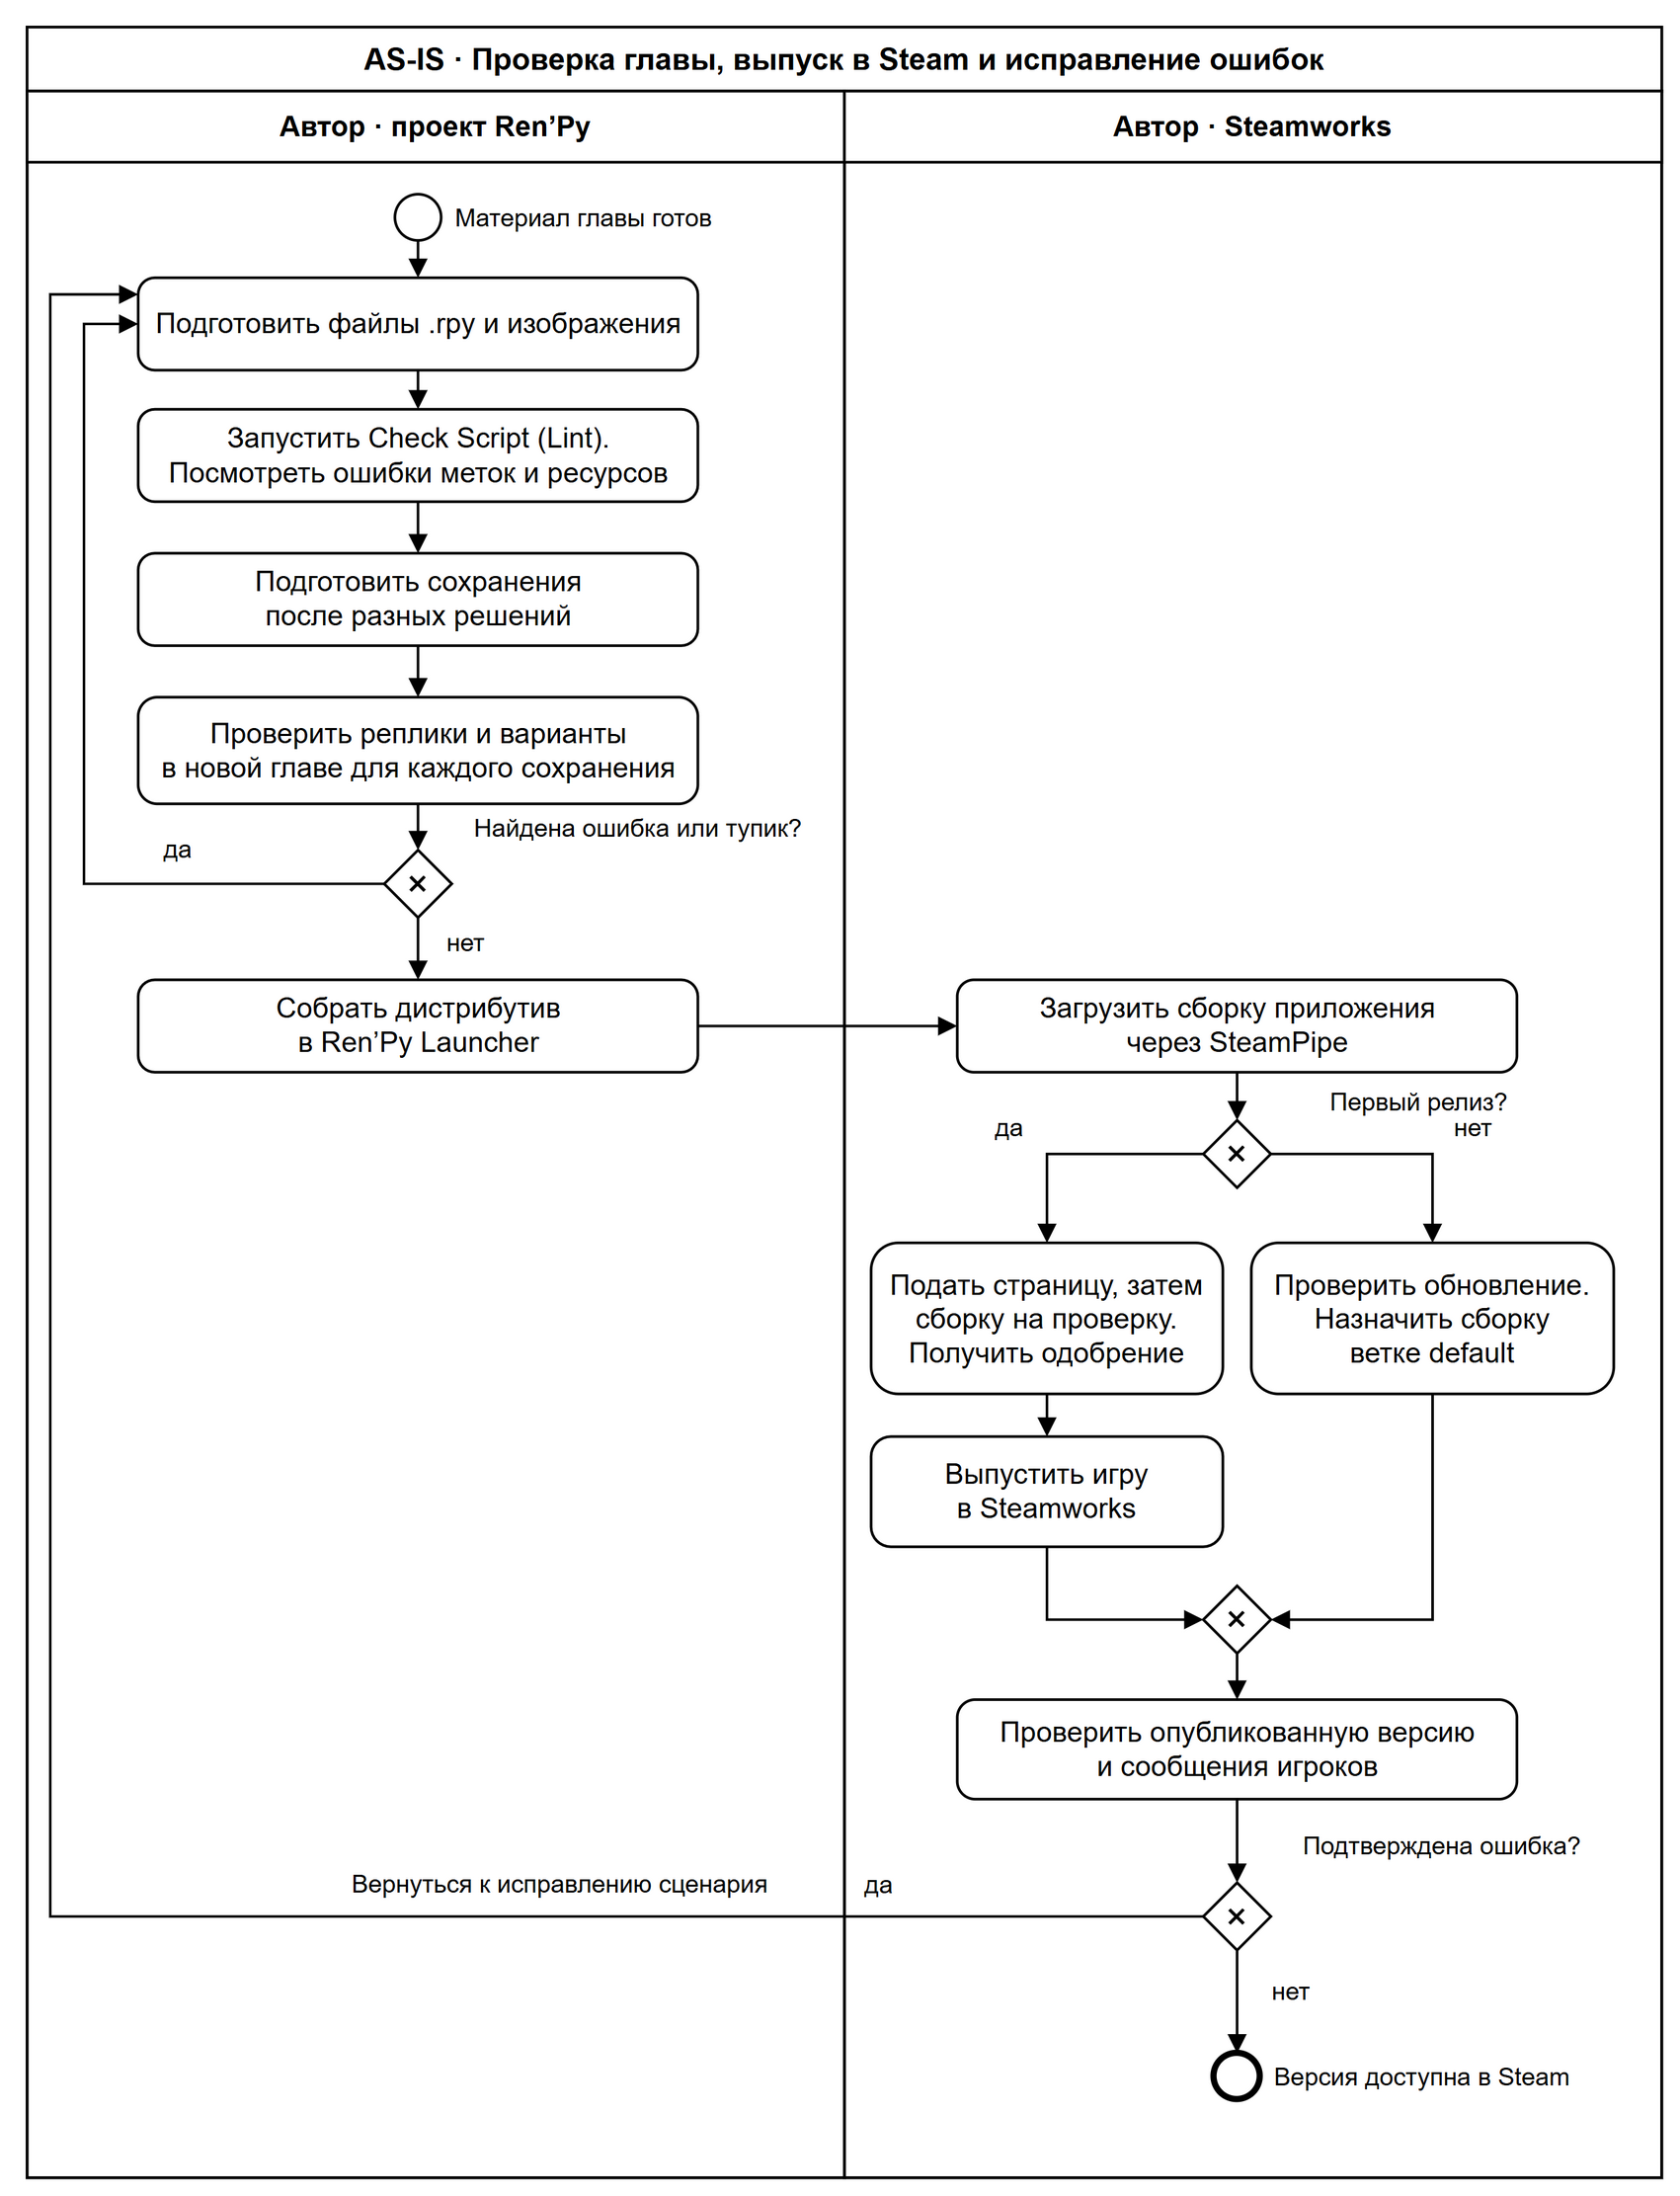 AS-IS · Проверка главы, выпуск в Steam и исправление ошибок
Автор · проект Ren’Py
Автор · Steamworks
Материал главы готов
Подготовить файлы .rpy и изображения
Запустить Check Script (Lint).
Посмотреть ошибки меток и ресурсов
Подготовить сохранения
после разных решений
Проверить реплики и варианты
в новой главе для каждого сохранения
Найдена ошибка или тупик?
да
нет
Собрать дистрибутив
в Ren’Py Launcher
Загрузить сборку приложения
через SteamPipe
Первый релиз?
да
нет
Подать страницу, затем
сборку на проверку.
Получить одобрение
Проверить обновление.
Назначить сборку
ветке default
Выпустить игру
в Steamworks
Проверить опубликованную версию
и сообщения игроков
Подтверждена ошибка?
Вернуться к исправлению сценария
да
нет
Версия доступна в Steam